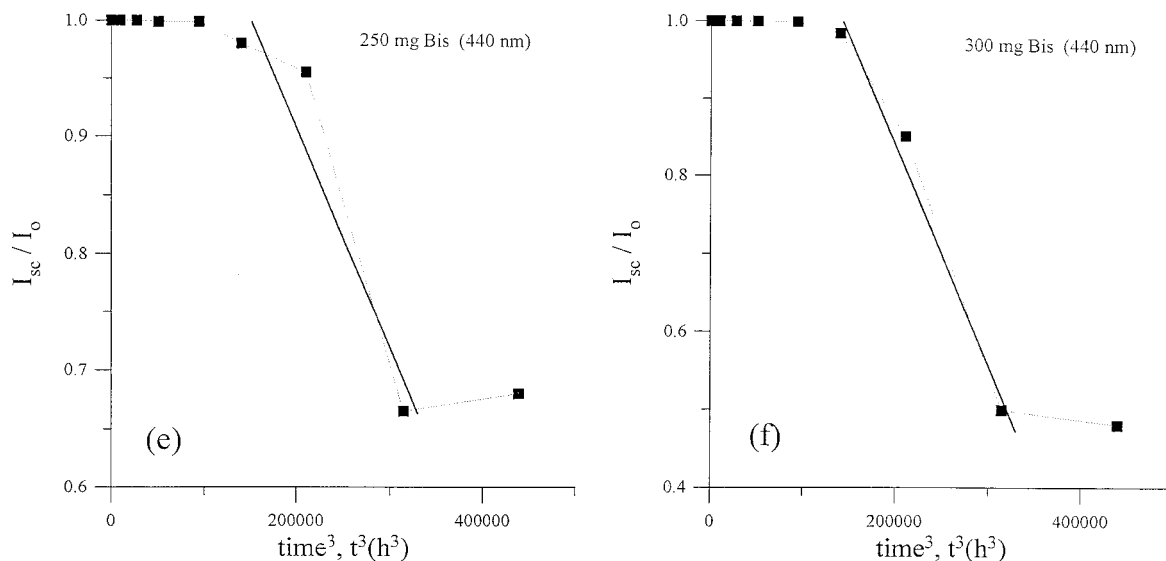 1.0
0.9
0.8
0.7
0.6
I_sc / I_o
250 mg Bis (440 nm)
(e)
0
200000
400000
time³, t³(h³)
1.0
0.8
0.6
0.4
I_sc / I_o
300 mg Bis (440 nm)
(f)
0
200000
400000
time³, t³(h³)